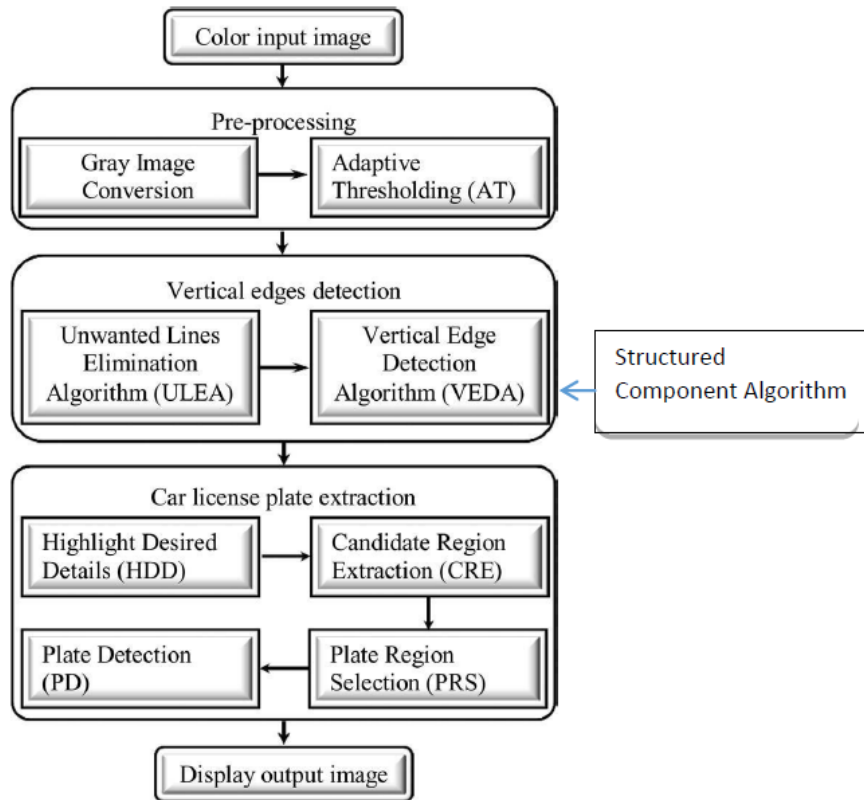 Color input image
Pre-processing
Gray Image
Conversion
Adaptive
Thresholding (AT)
Vertical edges detection
Unwanted Lines
Elimination
Algorithm (ULEA)
Vertical Edge
Detection
Algorithm (VEDA)
Structured
Component Algorithm
Car license plate extraction
Highlight Desired
Details (HDD)
Candidate Region
Extraction (CRE)
Plate Detection
(PD)
Plate Region
Selection (PRS)
Display output image